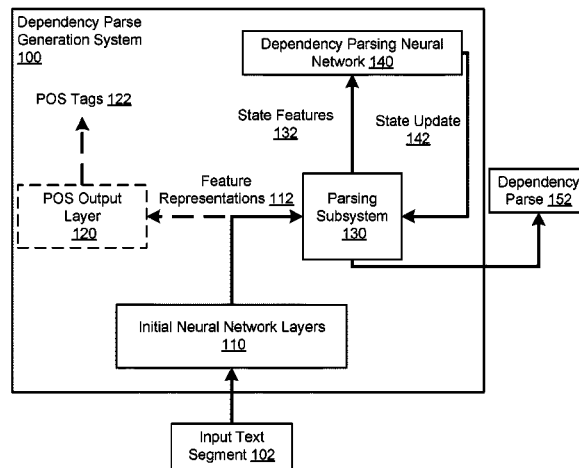 Dependency Parse
Generation System
100
Dependency Parsing Neural
Network 140
POS Tags 122
State Features
132
State Update
142
POS Output
Layer
120
Feature
Representations 112
Parsing
Subsystem
130
Dependency
Parse 152
Initial Neural Network Layers
110
Input Text
Segment 102